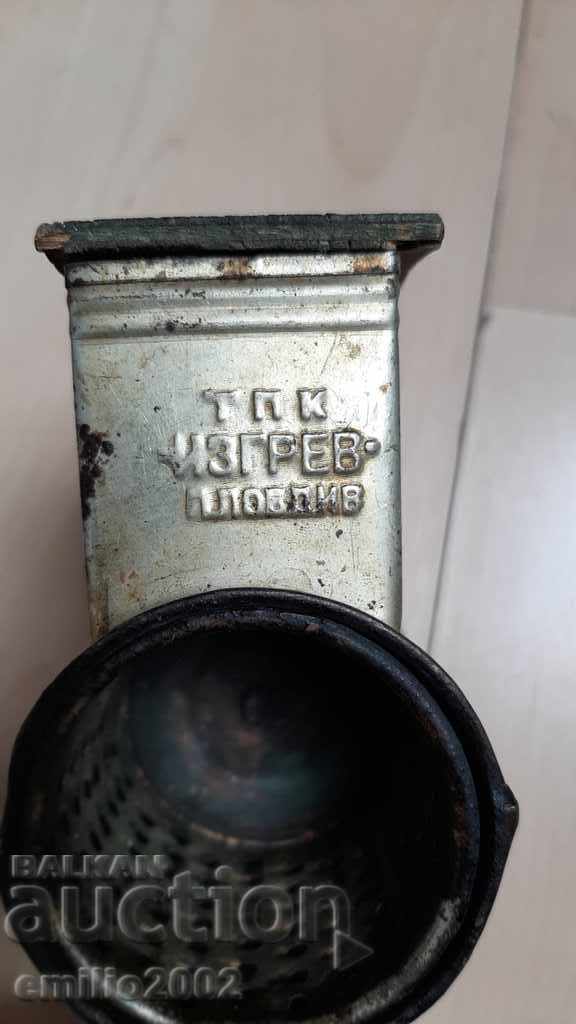 ТПК
•ИЗГРЕВ•
ПЛОВДИВ
BALKAN
auction
emilio2002